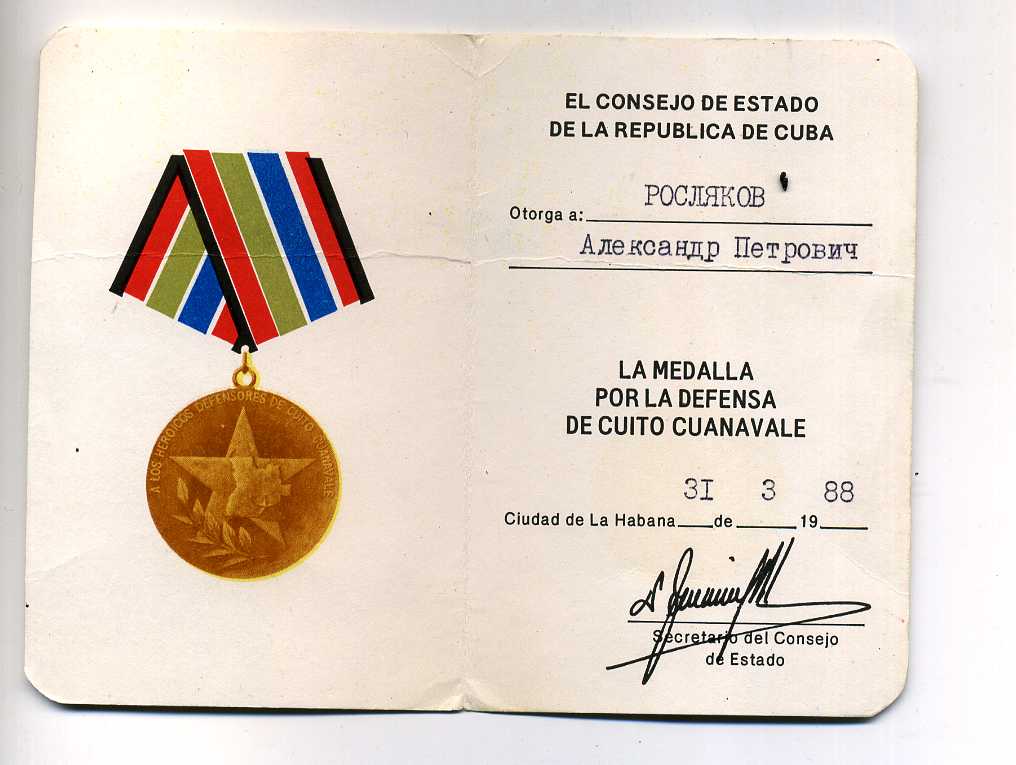 A LOS HEROICOS DEFENSORES DE CUITO CUANAVALE
EL CONSEJO DE ESTADO
DE LA REPUBLICA DE CUBA
Otorga a: РОСЛЯКОВ
Александр Петрович
LA MEDALLA
POR LA DEFENSA
DE CUITO CUANAVALE
Ciudad de La Habana 3I de 3 19 88
Secretario del Consejo
de Estado